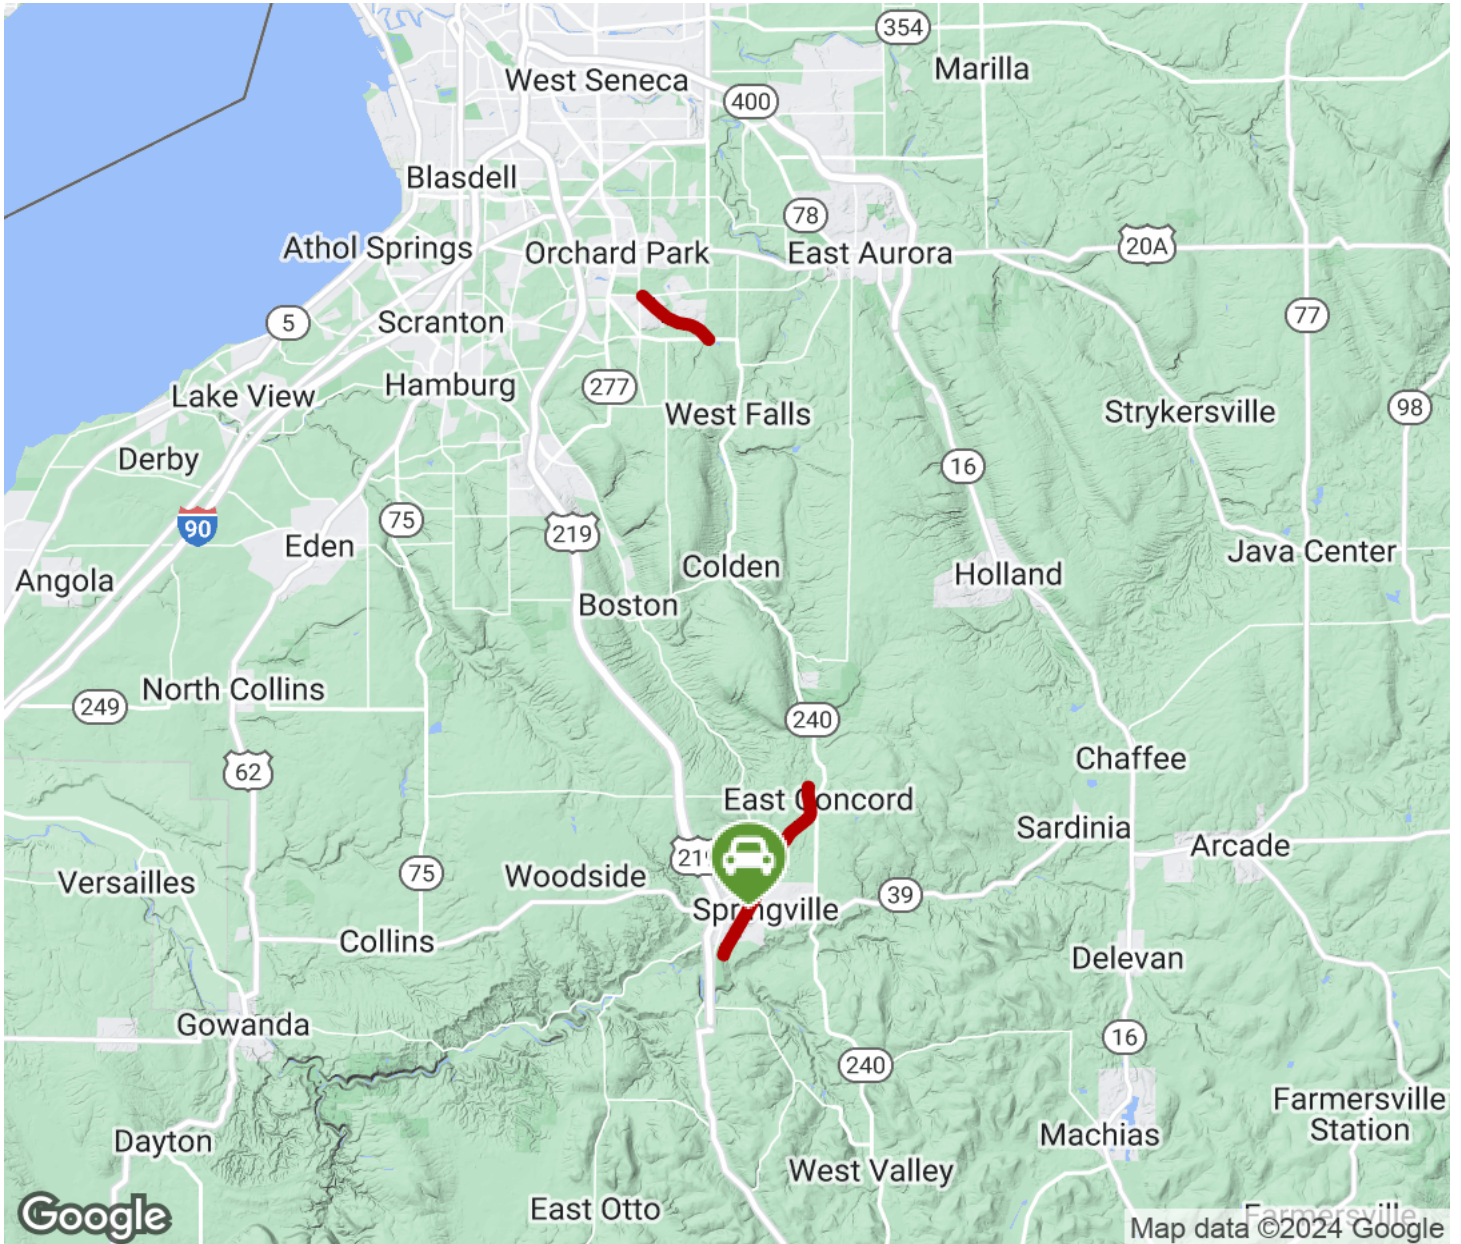 354
Marilla
West Seneca
400
Blasdell
78
Athol Springs
Orchard Park
East Aurora
20A
5
Scranton
77
Hamburg
277
Lake View
West Falls
Strykersville
98
Derby
16
90
75
219
Eden
Java Center
Angola
Colden
Holland
Boston
North Collins
249
240
62
Chaffee
East Concord
Sardinia
Arcade
75
Woodside
Versailles
39
Springville
Collins
Delevan
Gowanda
16
240
Farmersville
Station
Dayton
Machias
West Valley
East Otto
Google
Farmersville
Map data ©2024 Google